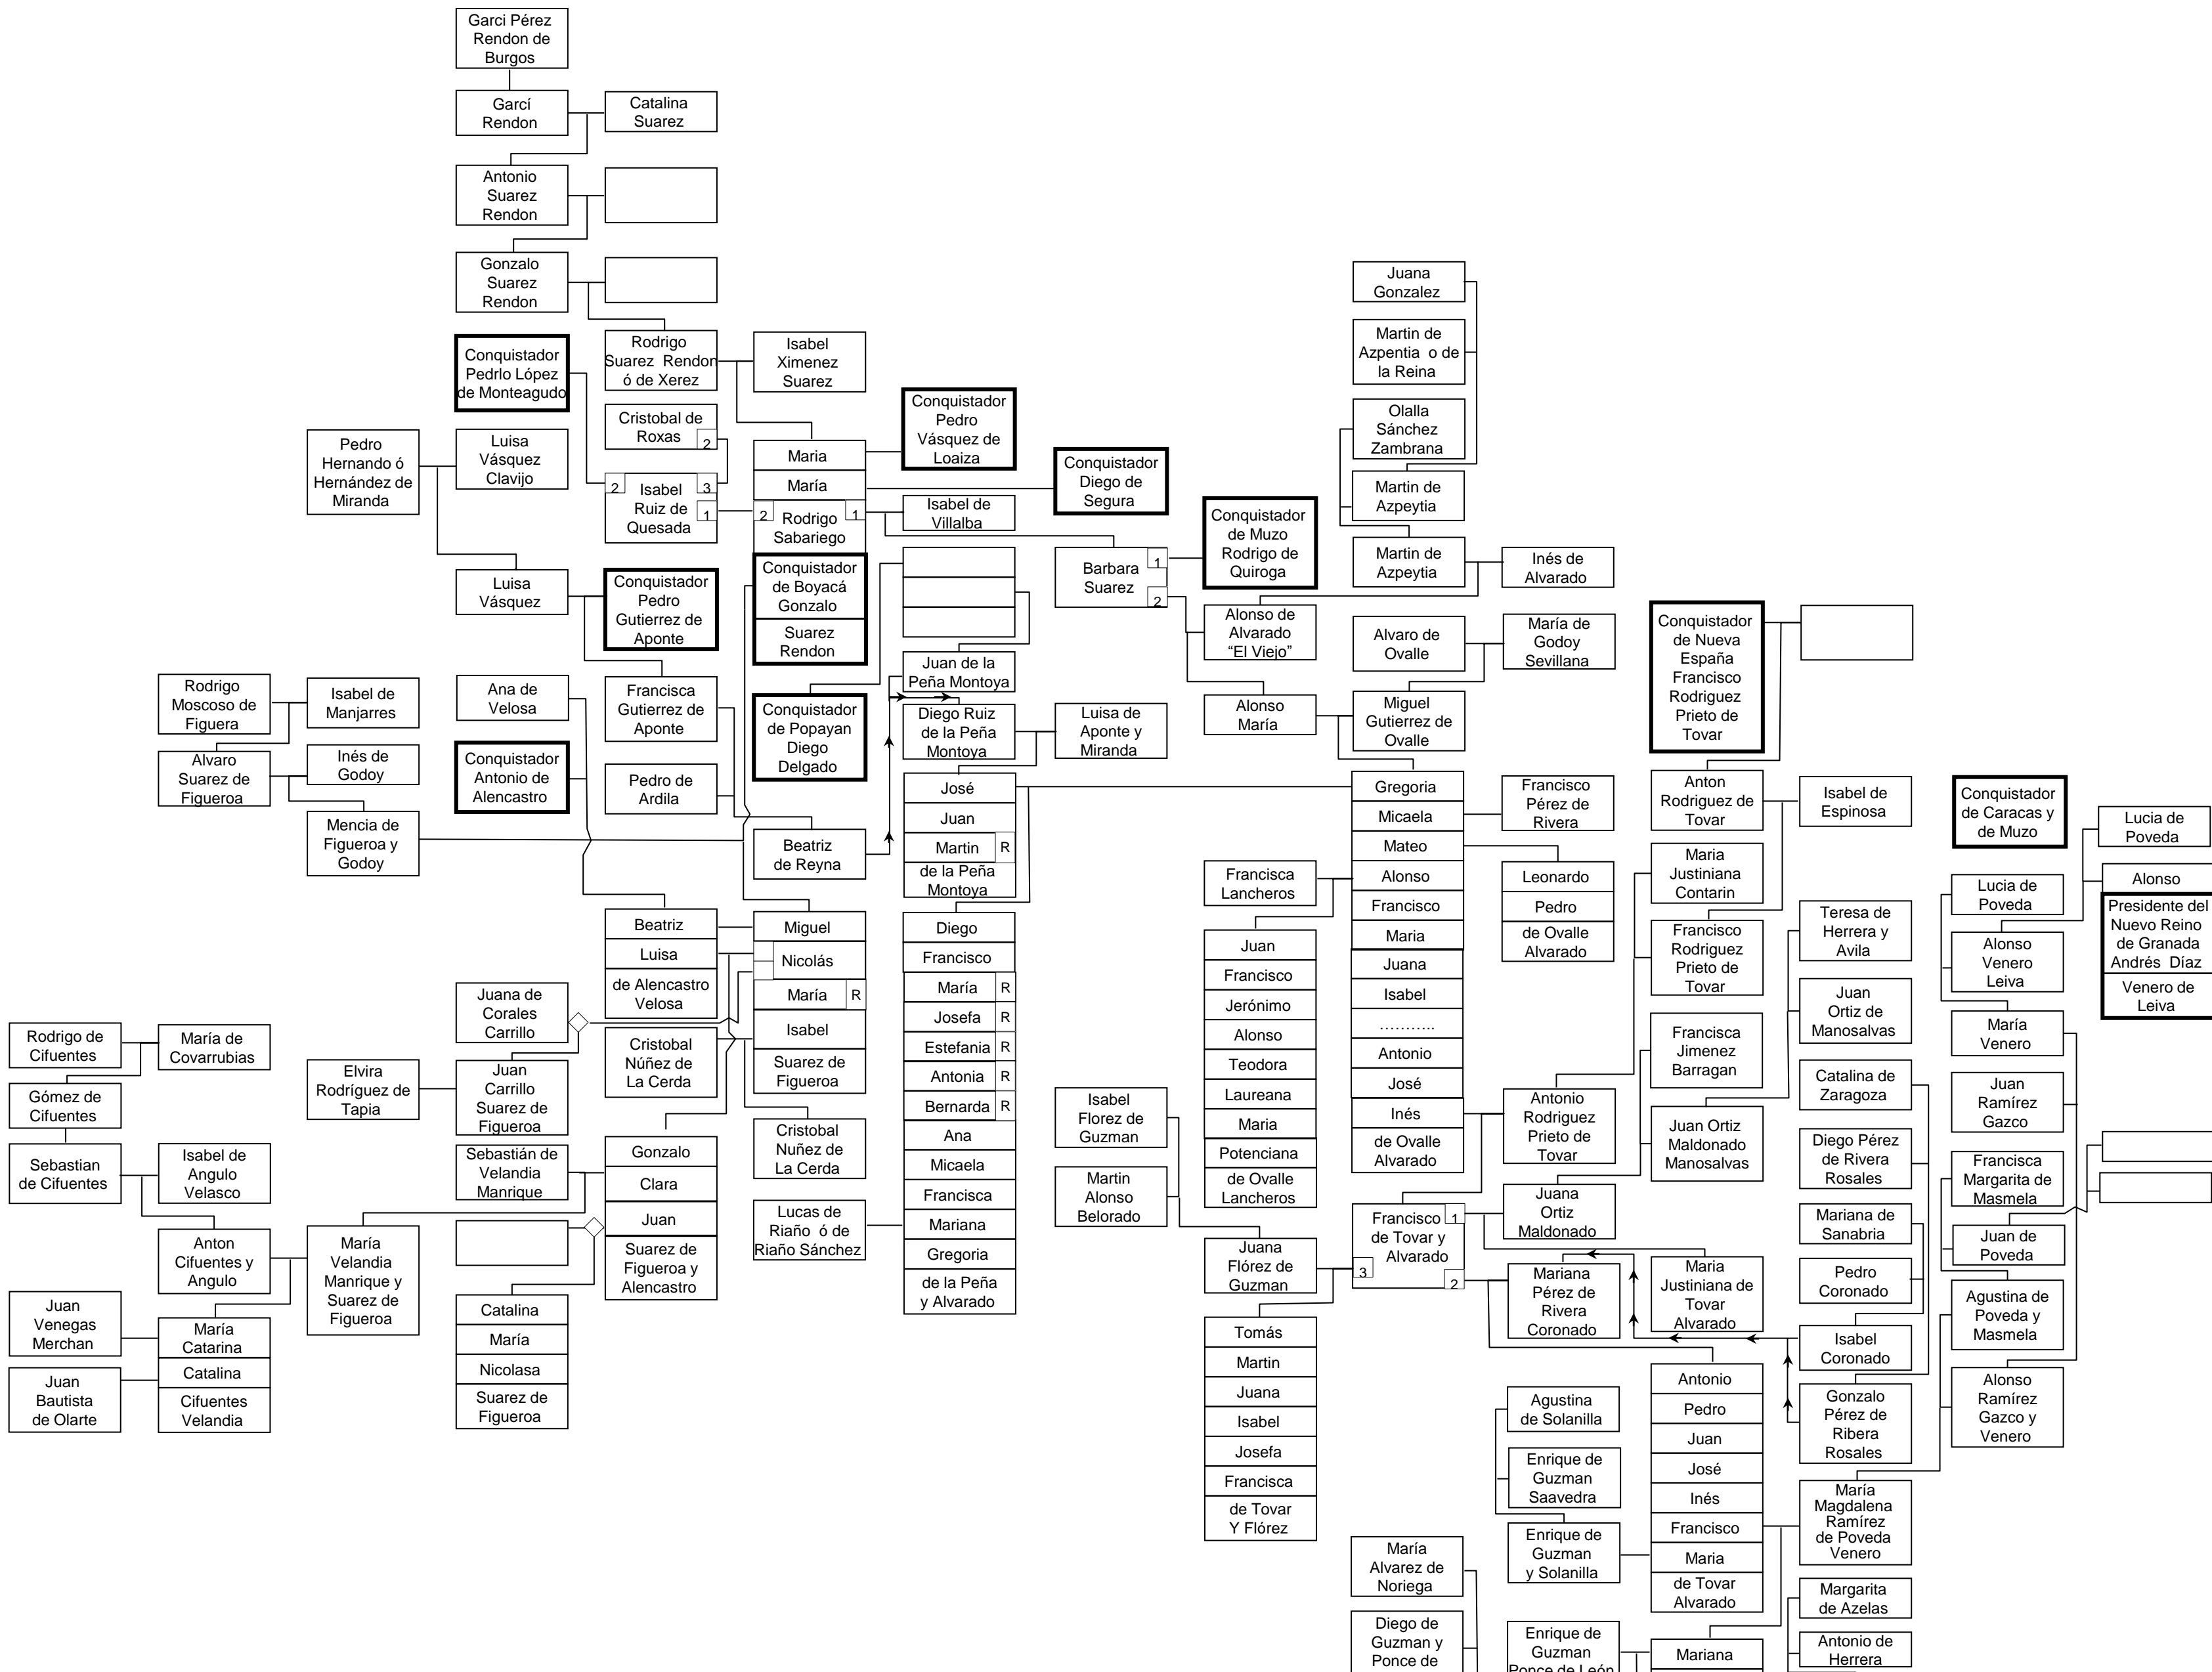 Garci Pérez
Rendon de
Burgos
Garcí
Rendon
Catalina
Suarez
Antonio
Suarez
Rendon
Gonzalo
Suarez
Rendon
Conquistador
Pedrlo López
de Monteagudo
Rodrigo
Suarez Rendon
ó de Xerez
Isabel
Ximenez
Suarez
Cristobal de
Roxas
2
Pedro
Hernando ó
Hernández de
Miranda
Luisa
Vásquez
Clavijo
2
3
Isabel
Ruiz de
Quesada
1
Maria
María
2
1
Rodrigo
Sabariego
Conquistador
de Boyacá
Gonzalo
Suarez
Rendon
Conquistador
Pedro
Vásquez de
Loaiza
Conquistador
Diego de
Segura
Isabel de
Villalba
Barbara
Suarez
1
2
Conquistador
de Muzo
Rodrigo de
Quiroga
Juana
Gonzalez
Martin de
Azpentia o de
la Reina
Olalla
Sánchez
Zambrana
Martin de
Azpeytia
Martin de
Azpeytia
Inés de
Alvarado
Luisa
Vásquez
Conquistador
Pedro
Gutierrez de
Aponte
Alonso de
Alvarado
“El Viejo”
Alvaro de
Ovalle
María de
Godoy
Sevillana
Conquistador
de Nueva
España
Francisco
Rodriguez
Prieto de
Tovar
Juan de la
Peña Montoya
Rodrigo
Moscoso de
Figuera
Isabel de
Manjarres
Ana de
Velosa
Francisca
Gutierrez de
Aponte
Conquistador
de Popayan
Diego
Delgado
Diego Ruiz
de la Peña
Montoya
Luisa de
Aponte y
Miranda
Alonso
María
Miguel
Gutierrez de
Ovalle
Alvaro
Suarez de
Figueroa
Inés de
Godoy
Conquistador
Antonio de
Alencastro
Pedro de
Ardila
Mencia de
Figueroa y
Godoy
Beatriz
de Reyna
José
Juan
Martin
R
de la Peña
Montoya
Gregoria
Micaela
Mateo
Alonso
Francisco
Maria
Juana
Isabel
………..
Antonio
José
Inés
de Ovalle
Alvarado
Francisco
Pérez de
Rivera
Leonardo
Pedro
de Ovalle
Alvarado
Anton
Rodriguez de
Tovar
Isabel de
Espinosa
Conquistador
de Caracas y
de Muzo
Lucia de
Poveda
Maria
Justiniana
Contarin
Francisco
Rodriguez
Prieto de
Tovar
Teresa de
Herrera y
Avila
Lucia de
Poveda
Alonso
Presidente del
Nuevo Reino
de Granada
Andrés Díaz
Venero de
Leiva
Alonso
Venero
Leiva
Juan
Ortiz de
Manosalvas
María
Venero
Francisca
Lancheros
Juan
Francisco
Jerónimo
Alonso
Teodora
Laureana
Maria
Potenciana
de Ovalle
Lancheros
Beatriz
Luisa
de Alencastro
Velosa
Miguel
Nicolás
María
R
Isabel
Suarez de
Figueroa
Diego
Francisco
María
R
Josefa
R
Estefania
R
Antonia
R
Bernarda
R
Ana
Micaela
Francisca
Mariana
Gregoria
de la Peña
y Alvarado
Juana de
Corales
Carrillo
Cristobal
Núñez de
La Cerda
Rodrigo de
Cifuentes
María de
Covarrubias
Elvira
Rodríguez de
Tapia
Juan
Carrillo
Suarez de
Figueroa
Gómez de
Cifuentes
Sebastian
de Cifuentes
Isabel de
Angulo
Velasco
Sebastián de
Velandia
Manrique
Gonzalo
Clara
Juan
Suarez de
Figueroa y
Alencastro
Cristobal
Nuñez de
La Cerda
Lucas de
Riaño ó de
Riaño Sánchez
Isabel
Florez de
Guzman
Martin
Alonso
Belorado
Juana
Flórez de
Guzman
Antonio
Rodriguez
Prieto de
Tovar
Francisca
Jimenez
Barragan
Juan Ortiz
Maldonado
Manosalvas
Catalina de
Zaragoza
Diego Pérez
de Rivera
Rosales
Juan
Ramírez
Gazco
Francisca
Margarita de
Masmela
Juan de
Poveda
Mariana de
Sanabria
Pedro
Coronado
Francisco
de Tovar y
Alvarado
1
2
3
Juana
Ortiz
Maldonado
Mariana
Pérez de
Rivera
Coronado
Maria
Justiniana de
Tovar
Alvarado
Isabel
Coronado
Agustina de
Poveda y
Masmela
Anton
Cifuentes y
Angulo
María
Velandia
Manrique y
Suarez de
Figueroa
Juan
Venegas
Merchan
María
Catarina
Catalina
Cifuentes
Velandia
Juan
Bautista
de Olarte
Catalina
María
Nicolasa
Suarez de
Figueroa
Tomás
Martin
Juana
Isabel
Josefa
Francisca
de Tovar
Y Flórez
Agustina
de Solanilla
Enrique de
Guzman
Saavedra
Enrique de
Guzman
y Solanilla
Antonio
Pedro
Juan
José
Inés
Francisco
Maria
de Tovar
Alvarado
Gonzalo
Pérez de
Ribera
Rosales
Alonso
Ramírez
Gazco y
Venero
María
Magdalena
Ramírez
de Poveda
Venero
María
Alvarez de
Noriega
Diego de
Guzman y
Ponce de
Enrique de
Guzman
Ponce de León
Mariana
Margarita
de Azelas
Antonio de
Herrera